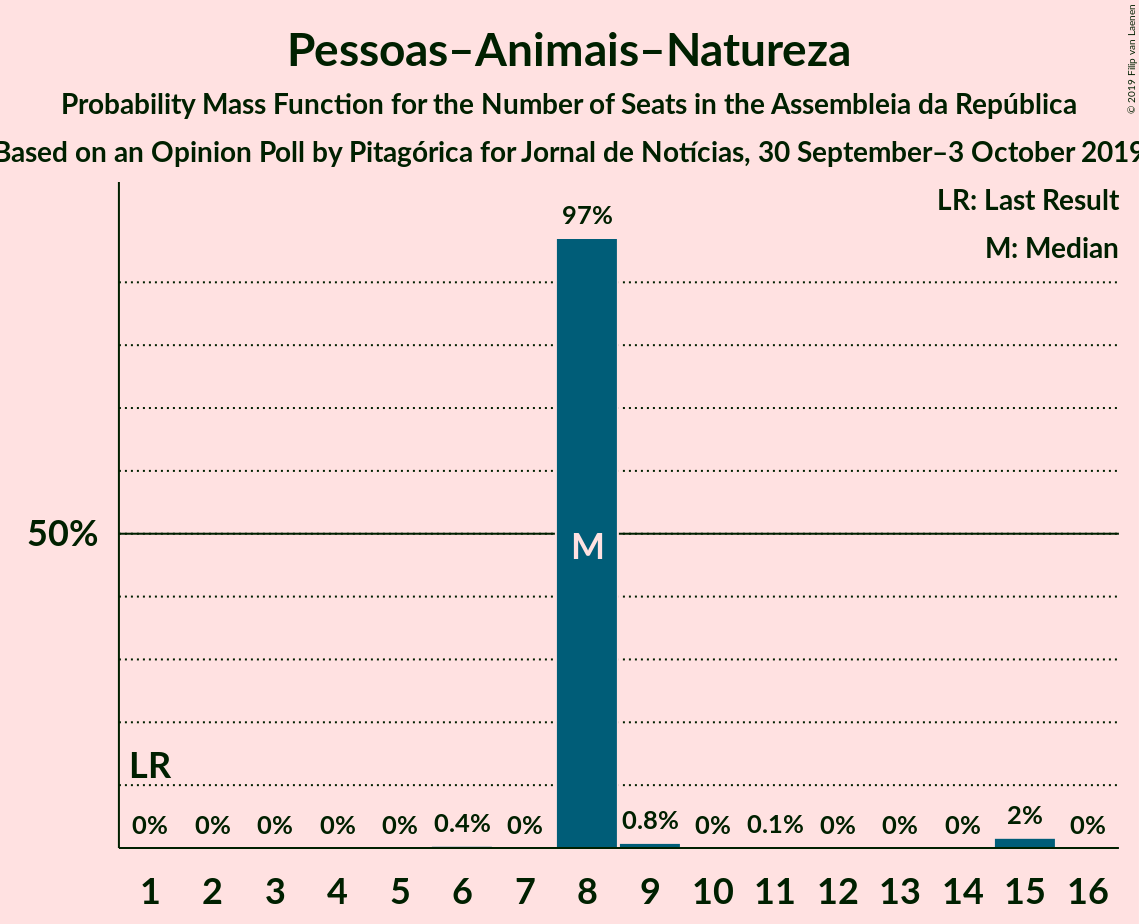 Pessoas–Animais–Natureza
Probability Mass Function for the Number of Seats in the Assembleia da República
Based on an Opinion Poll by Pitagórica for Jornal de Notícias, 30 September–3 October 2019
© 2019 Filip van Laenen
LR: Last Result
M: Median
97%
50%
M
LR
0% 0% 0% 0% 0% 0.4% 0% 0.8% 0% 0.1% 0% 0% 0% 2% 0%
1 2 3 4 5 6 7 8 9 10 11 12 13 14 15 16